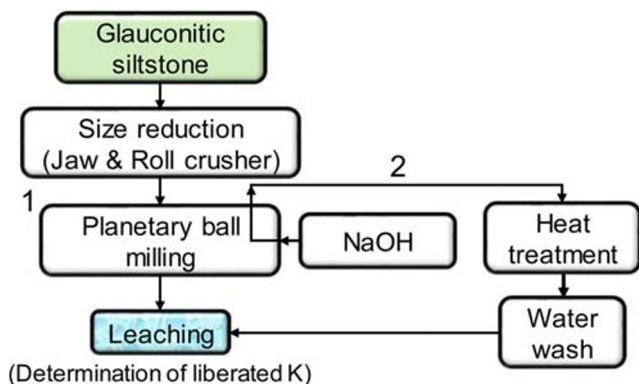 Glauconitic
siltstone
Size reduction
(Jaw & Roll crusher)
2
1
Planetary ball
milling
NaOH
Heat
treatment
Leaching
Water
wash
(Determination of liberated K)